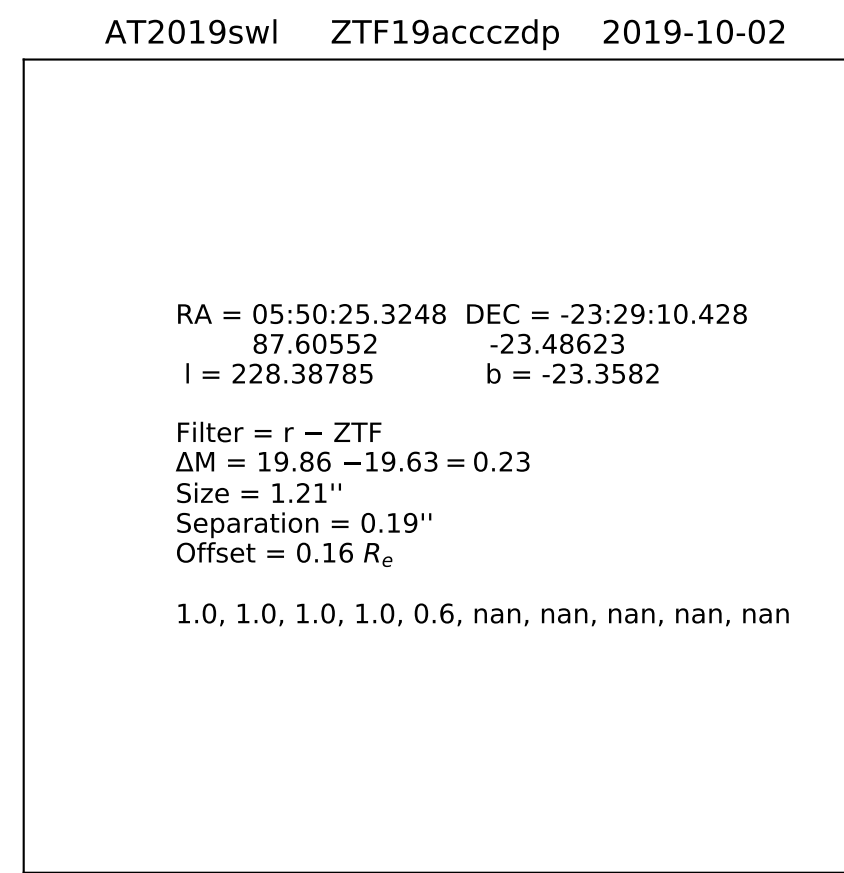 AT2019swl ZTF19accczdp 2019-10-02
RA = 05:50:25.3248 DEC = -23:29:10.428
87.60552 -23.48623
l = 228.38785 b = -23.3582
Filter = r − ZTF
ΔM = 19.86 −19.63 = 0.23
Size = 1.21''
Separation = 0.19''
Offset = 0.16 Re
1.0, 1.0, 1.0, 1.0, 0.6, nan, nan, nan, nan, nan